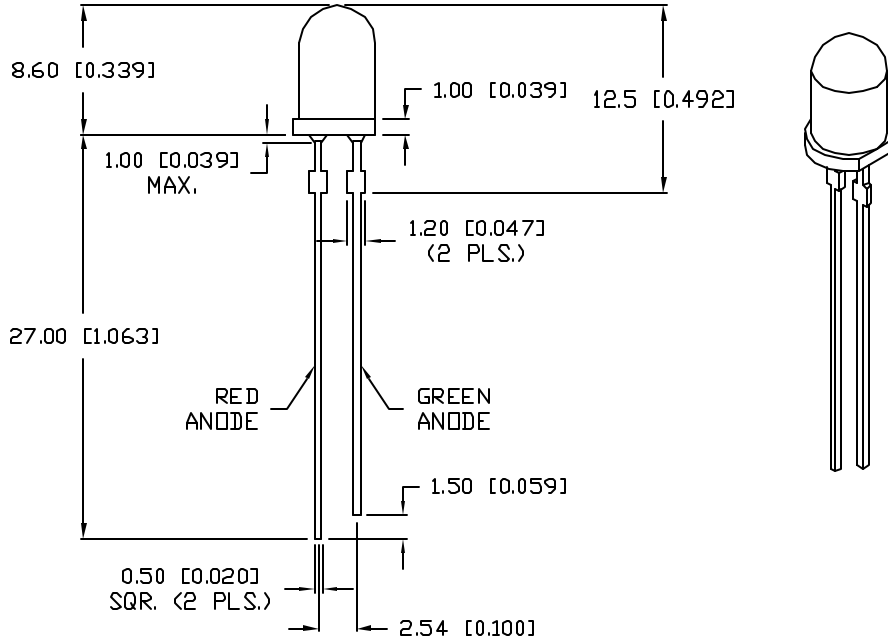 8.60 [0.339]
1.00 [0.039]
12.5 [0.492]
1.00 [0.039]
MAX.
1.20 [0.047]
(2 PLS.)
27.00 [1.063]
RED
ANODE
GREEN
ANODE
1.50 [0.059]
0.50 [0.020]
SQR. (2 PLS.)
2.54 [0.100]